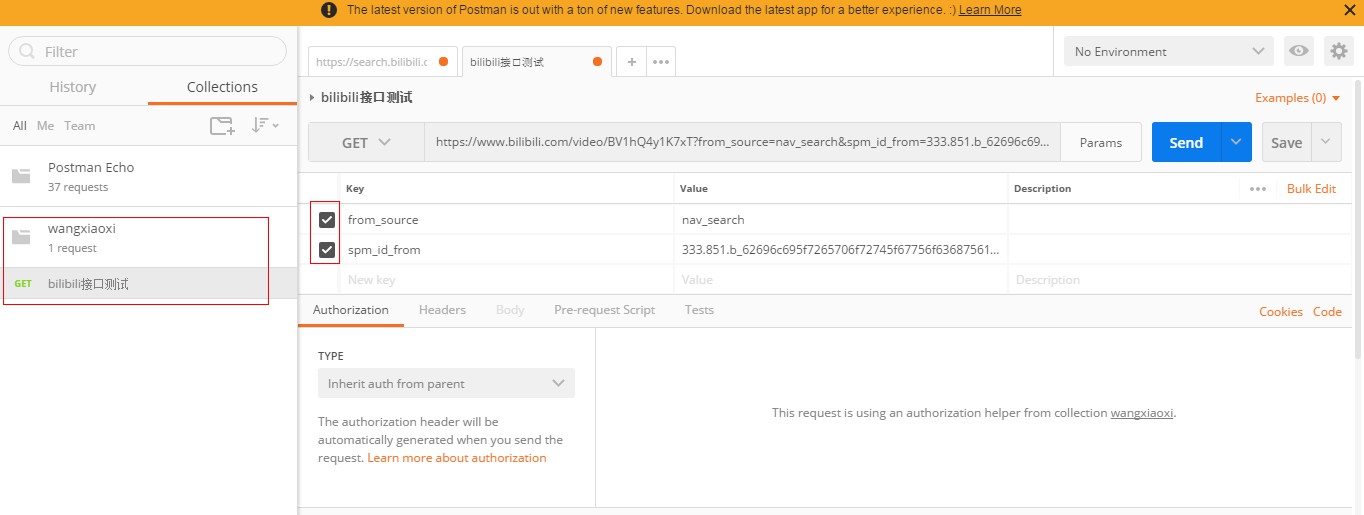 The latest version of Postman is out with a ton of new features. Download the latest app for a better experience. :) Learn More
Filter
History
Collections
All
Me
Team
Postman Echo
37 requests
wangxiaoxi
1 request
GET
bilibili接口测试
https://search.bilibili.c
bilibili接口测试
+
•••
No Environment
bilibili接口测试
Examples (0)
GET
https://www.bilibili.com/video/BV1hQ4y1K7xT?from_source=nav_search&spm_id_from=333.851.b_62696c69...
Params
Send
Save
Key
Value
Description
•••
Bulk Edit
from_source
nav_search
spm_id_from
333.851.b_62696c695f7265706f72745f67756f63687561...
New key
Value
Description
Authorization
Headers
Body
Pre-request Script
Tests
Cookies
Code
TYPE
Inherit auth from parent
The authorization header will be
automatically generated when you send the
request. Learn more about authorization
This request is using an authorization helper from collection wangxiaoxi.